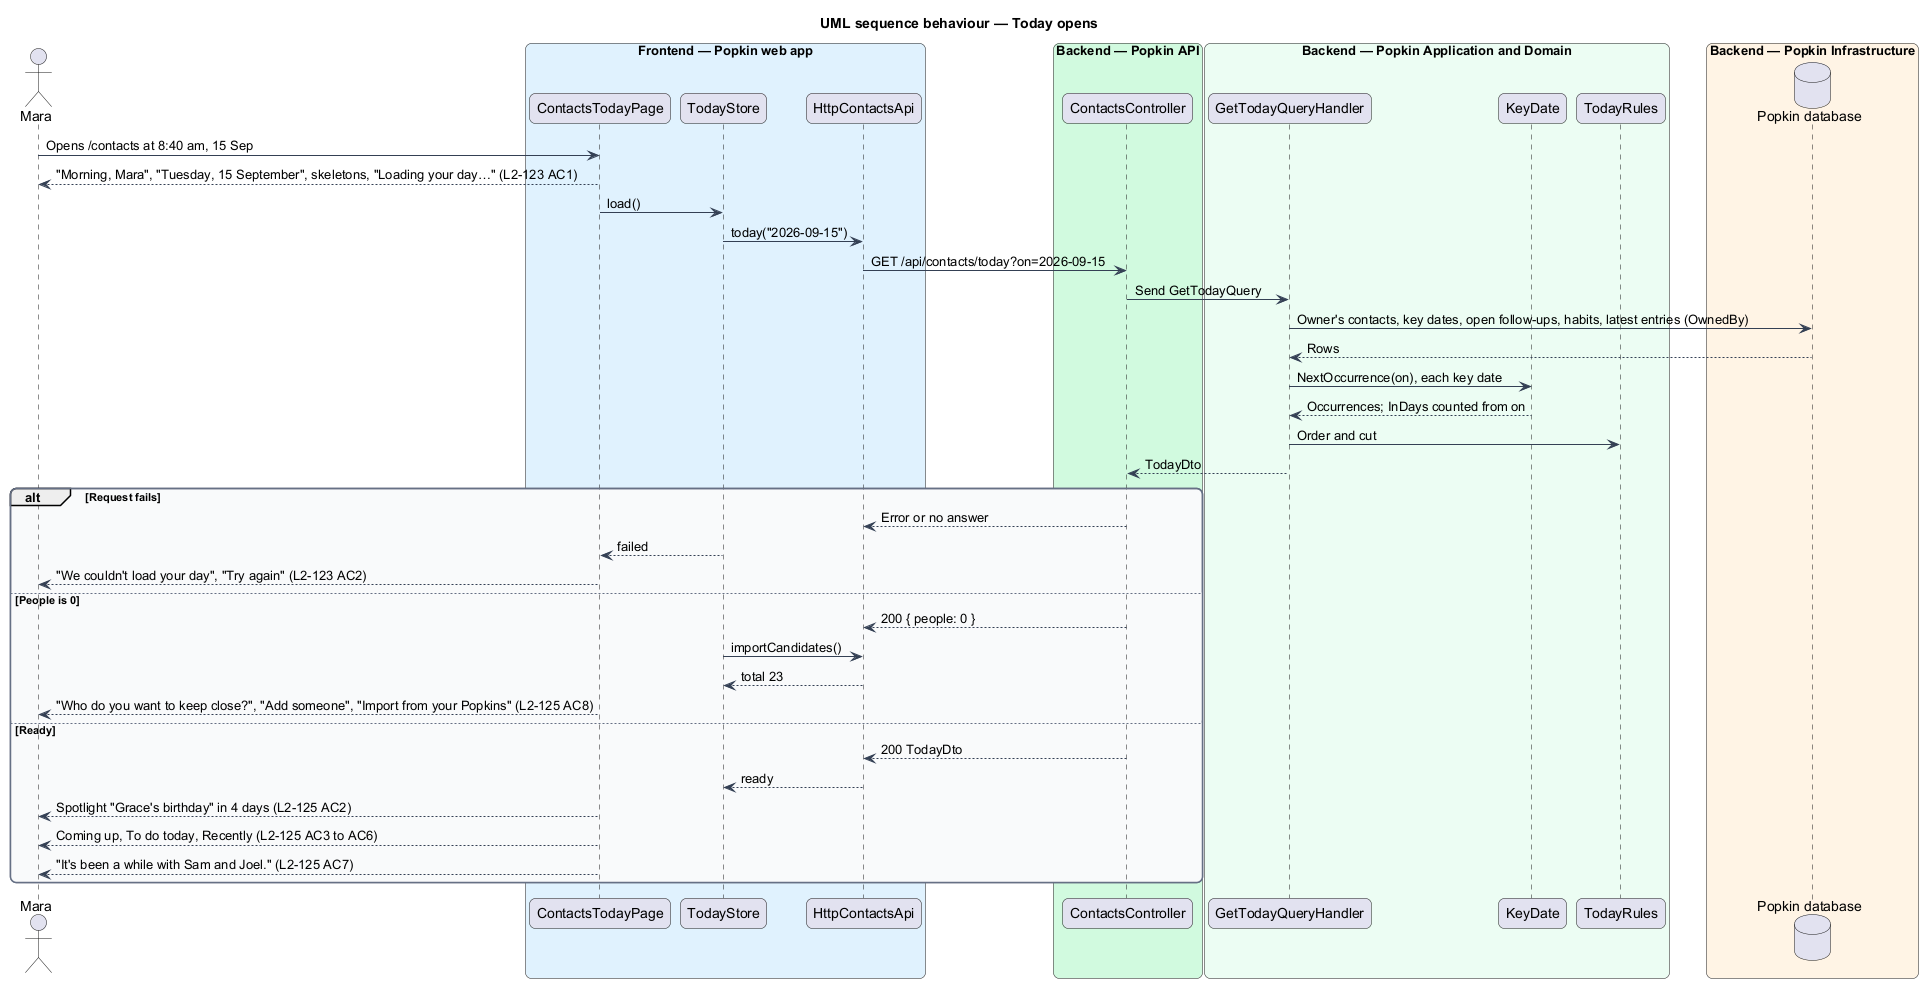 UML sequence behaviour — Today opens
Frontend — Popkin web app
Backend — Popkin API
Backend — Popkin Application and Domain
Backend — Popkin Infrastructure
Mara
ContactsTodayPage
TodayStore
HttpContactsApi
ContactsController
GetTodayQueryHandler
KeyDate
TodayRules
Popkin database
Opens /contacts at 8:40 am, 15 Sep
"Morning, Mara", "Tuesday, 15 September", skeletons, "Loading your day…" (L2-123 AC1)
load()
today("2026-09-15")
GET /api/contacts/today?on=2026-09-15
Send GetTodayQuery
Owner's contacts, key dates, open follow-ups, habits, latest entries (OwnedBy)
Rows
NextOccurrence(on), each key date
Occurrences; InDays counted from on
Order and cut
TodayDto
alt
[Request fails]
Error or no answer
failed
"We couldn't load your day", "Try again" (L2-123 AC2)
[People is 0]
200 { people: 0 }
importCandidates()
total 23
"Who do you want to keep close?", "Add someone", "Import from your Popkins" (L2-125 AC8)
[Ready]
200 TodayDto
ready
Spotlight "Grace's birthday" in 4 days (L2-125 AC2)
Coming up, To do today, Recently (L2-125 AC3 to AC6)
"It's been a while with Sam and Joel." (L2-125 AC7)
Mara
ContactsTodayPage
TodayStore
HttpContactsApi
ContactsController
GetTodayQueryHandler
KeyDate
TodayRules
Popkin database